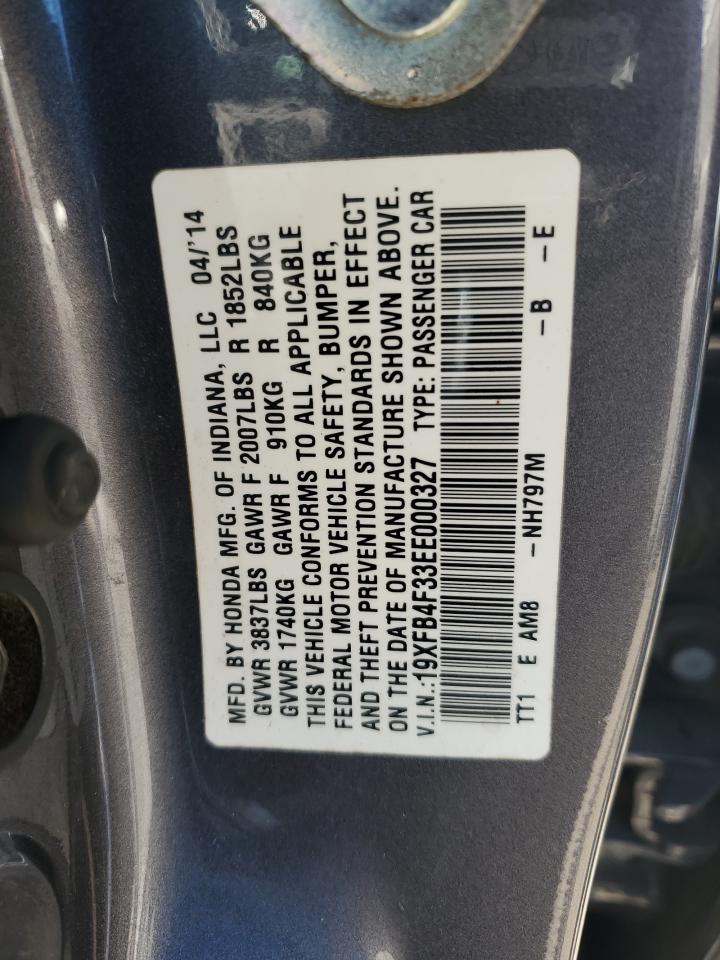 MFD. BY HONDA MFG. OF INDIANA, LLC 04/'14
GVWR 3837LBS GAWR F 2007LBS R 1852LBS
GVWR 1740KG GAWR F 910KG R 840KG
THIS VEHICLE CONFORMS TO ALL APPLICABLE
FEDERAL MOTOR VEHICLE SAFETY, BUMPER,
AND THEFT PREVENTION STANDARDS IN EFFECT
ON THE DATE OF MANUFACTURE SHOWN ABOVE.
V.I.N.:19XFB4F33EE000327 TYPE: PASSENGER CAR
TT1 E AM8 -NH797M -B -E